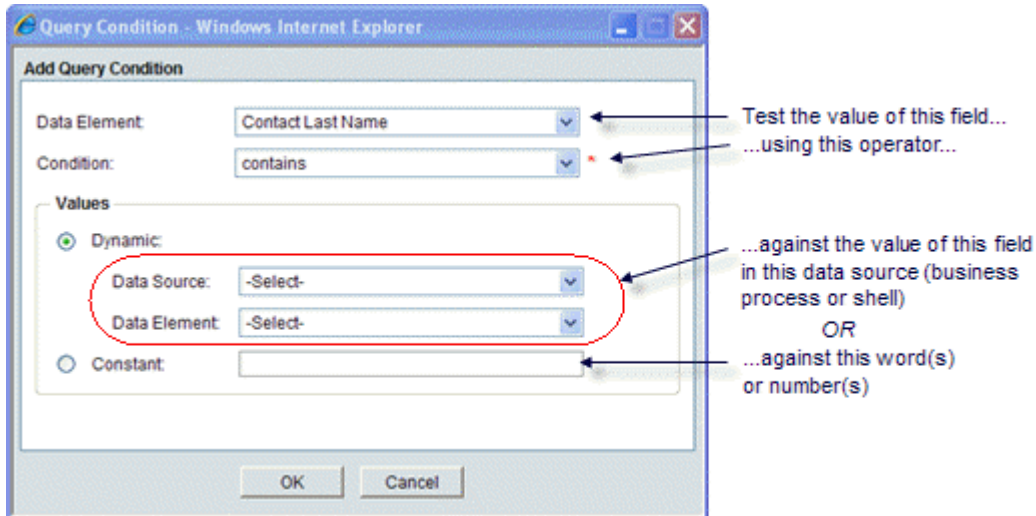 Query Condition - Windows Internet Explorer
Add Query Condition
Data Element:
Contact Last Name
Test the value of this field...
Condition:
contains
*
...using this operator...
Values
Dynamic:
Data Source:
-Select-
...against the value of this field
in this data source (business
process or shell)
Data Element:
-Select-
OR
Constant:
...against this word(s)
or number(s)
OK
Cancel